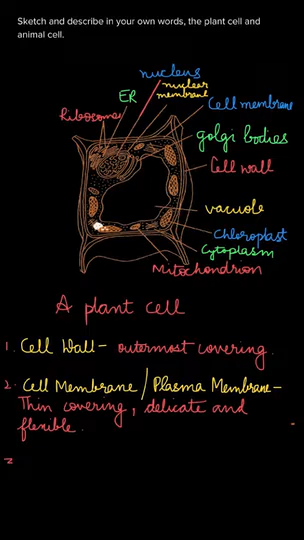 Sketch and describe in your own words, the plant cell and
animal cell.
nucleus
nuclear
membrane
ER
Cell membrane
Ribosomes
golgi bodies
Cell wall
vacuole
Chloroplast
Cytoplasm
Mitochondrion
A plant cell
1. Cell Wall - outermost covering.
2. Cell Membrane / Plasma Membrane -
Thin covering, delicate and
flexible.
3